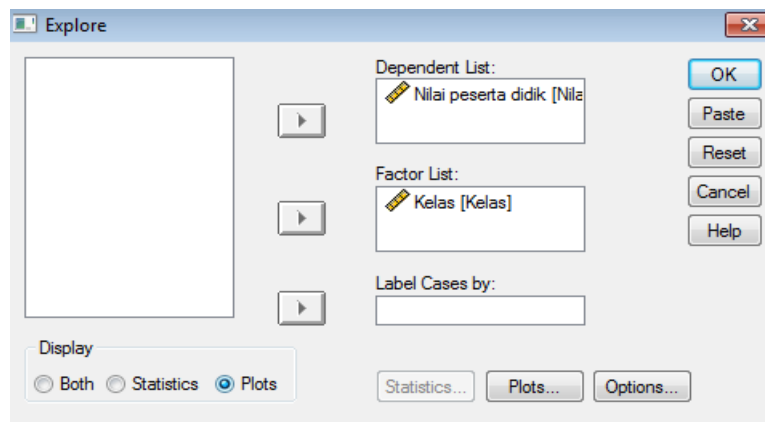 Explore
Dependent List:
Nilai peserta didik [Nila
Factor List:
Kelas [Kelas]
Label Cases by:
Display
Both Statistics Plots
Statistics... Plots... Options...
OK
Paste
Reset
Cancel
Help